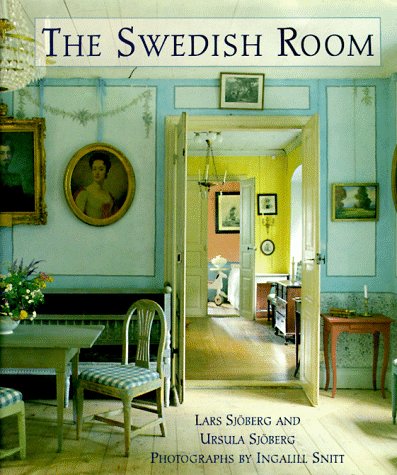 THE SWEDISH ROOM
LARS SJÖBERG AND
URSULA SJÖBERG
PHOTOGRAPHS BY INGALILL SNITT